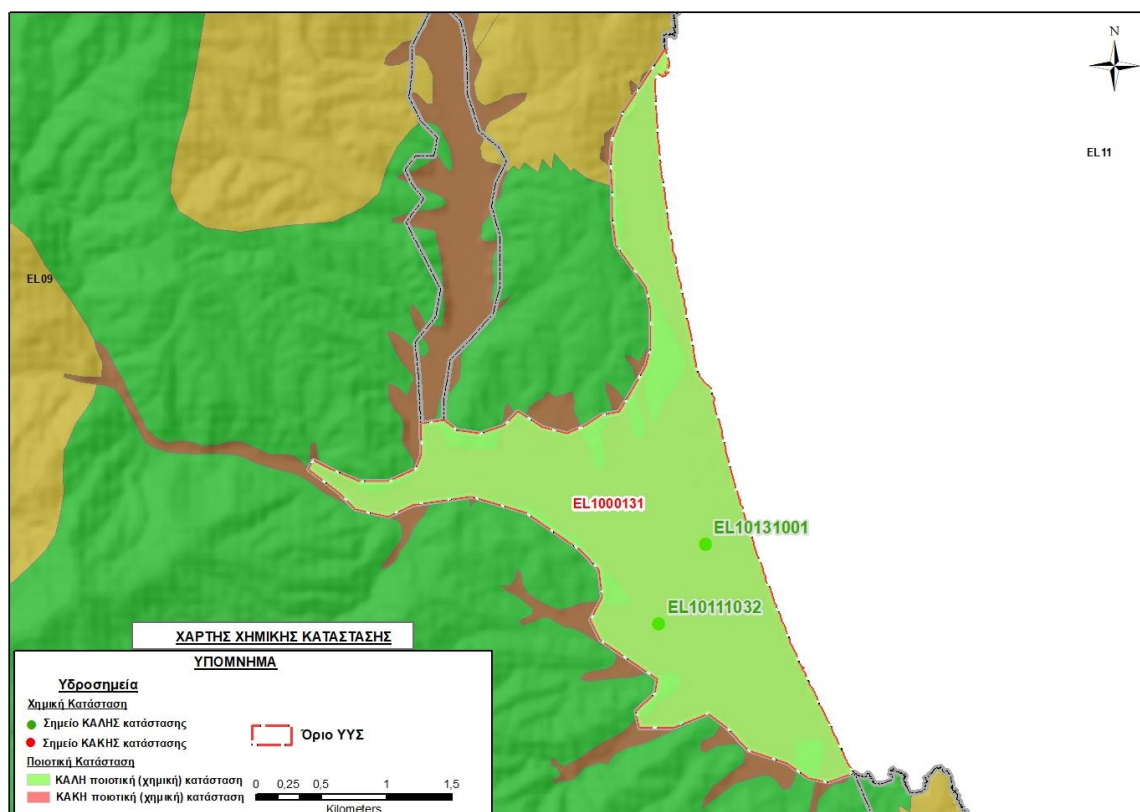 N
EL11
EL09
EL1000131
EL10131001
EL10111032
ΧΑΡΤΗΣ ΧΗΜΙΚΗΣ ΚΑΤΑΣΤΑΣΗΣ
ΥΠΟΜΝΗΜΑ
Υδροσημεία
Χημική Κατάσταση
Σημείο ΚΑΛΗΣ κατάστασης
Σημείο ΚΑΚΗΣ κατάστασης
Όριο ΥΥΣ
Ποιοτική Κατάσταση
ΚΑΛΗ ποιοτική (χημική) κατάσταση
ΚΑΚΗ ποιοτική (χημική) κατάσταση
0 0,25 0,5 1 1,5
Kilometers